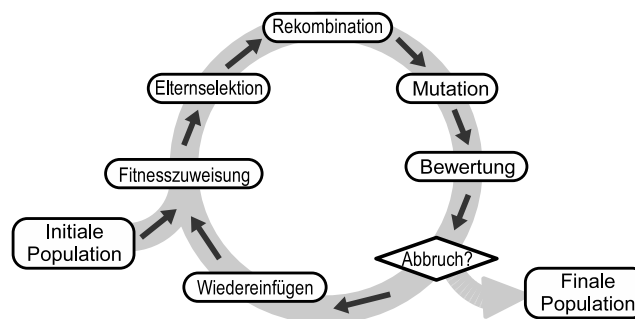 Rekombination
Elternselektion
Mutation
Fitnesszuweisung
Bewertung
Initiale
Population
Abbruch?
Wiedereinfügen
Finale
Population